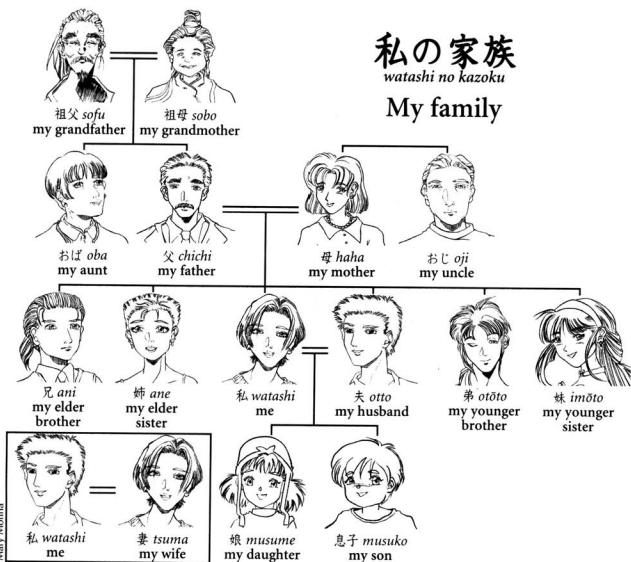 私の家族
watashi no kazoku
My family
祖父 sofu
my grandfather
祖母 sobo
my grandmother
おば oba
my aunt
父 chichi
my father
母 haha
my mother
おじ oji
my uncle
兄 ani
my elder
brother
姉 ane
my elder
sister
私 watashi
me
夫 otto
my husband
弟 otōto
my younger
brother
妹 imōto
my younger
sister
私 watashi
me
妻 tsuma
my wife
娘 musume
my daughter
息子 musuko
my son